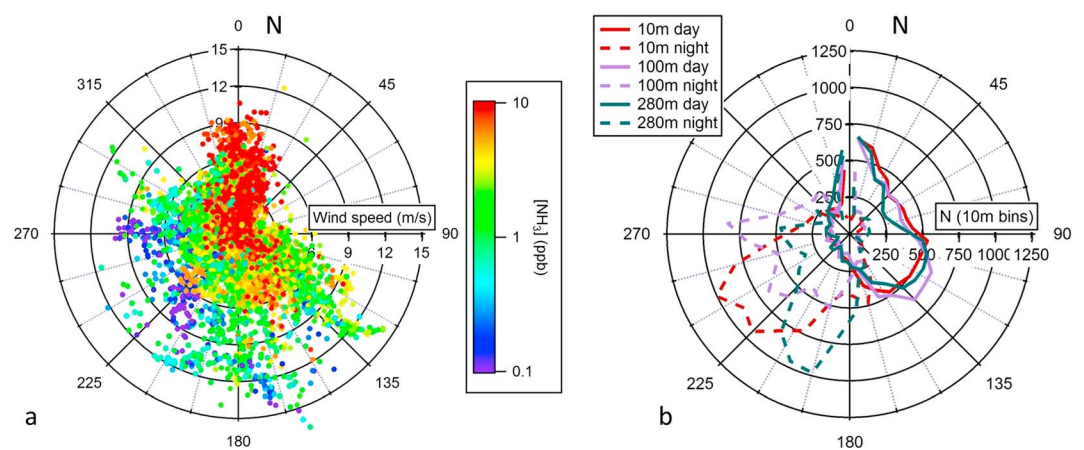 0 N
15
12
9
315
45
270
90
225
135
180
Wind speed (m/s)
6 9 12 15
a
10
1
0.1
[NH₃] (ppb)
10m day
10m night
100m day
100m night
280m day
280m night
0 N
1250
1000
750
500
250
45
270
90
225
135
180
N (10m bins)
250 500 750 1000 1250
b